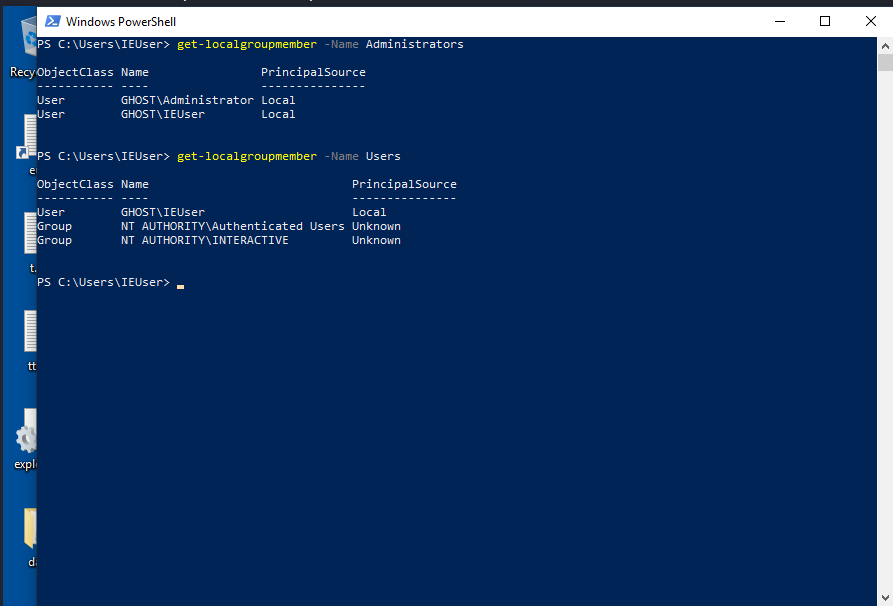 Windows PowerShell
PS C:\Users\IEUser> get-localgroupmember -Name Administrators
ObjectClass Name                PrincipalSource
----------- ----                ---------------
User        GHOST\Administrator Local
User        GHOST\IEUser        Local
PS C:\Users\IEUser> get-localgroupmember -Name Users
ObjectClass Name                             PrincipalSource
----------- ----                             ---------------
User        GHOST\IEUser                     Local
Group       NT AUTHORITY\Authenticated Users Unknown
Group       NT AUTHORITY\INTERACTIVE         Unknown
PS C:\Users\IEUser>
Recy
expl